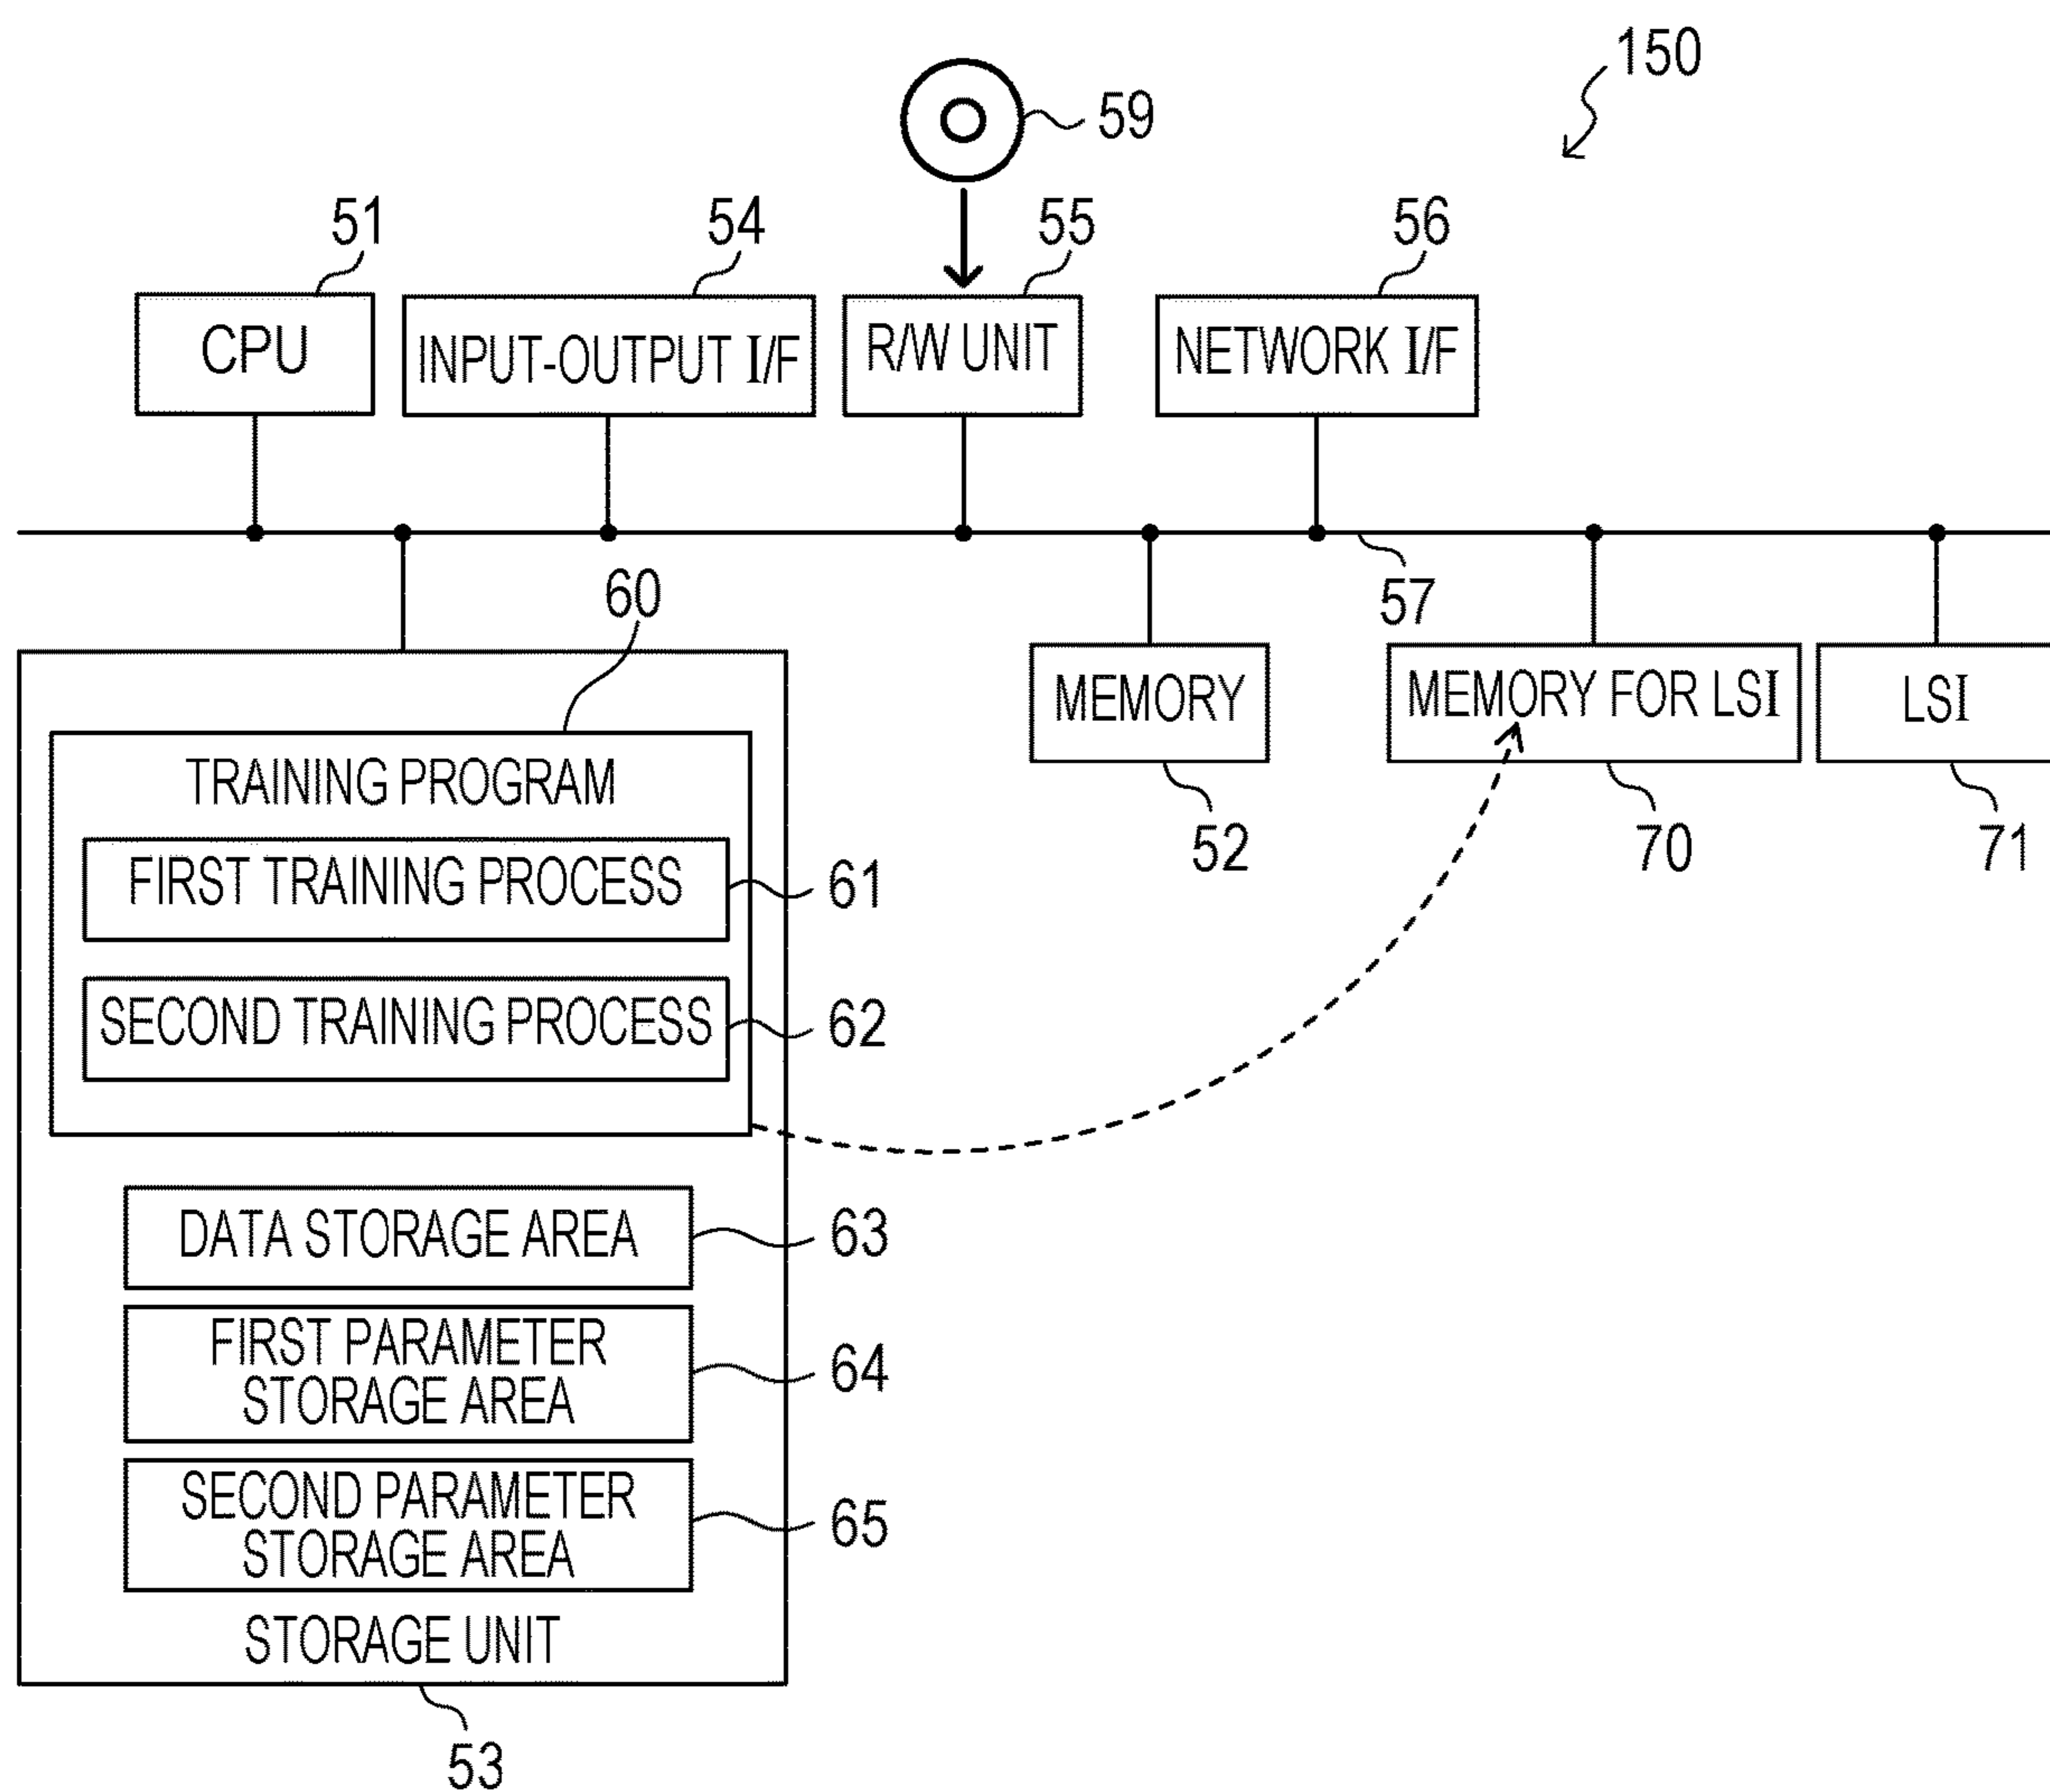 150
59
51
54
55
56
CPU
INPUT-OUTPUT I/F
R/W UNIT
NETWORK I/F
57
60
MEMORY
MEMORY FOR LSI
LSI
52
70
71
TRAINING PROGRAM
FIRST TRAINING PROCESS
61
SECOND TRAINING PROCESS
62
DATA STORAGE AREA
63
FIRST PARAMETER
STORAGE AREA
64
SECOND PARAMETER
STORAGE AREA
65
STORAGE UNIT
53